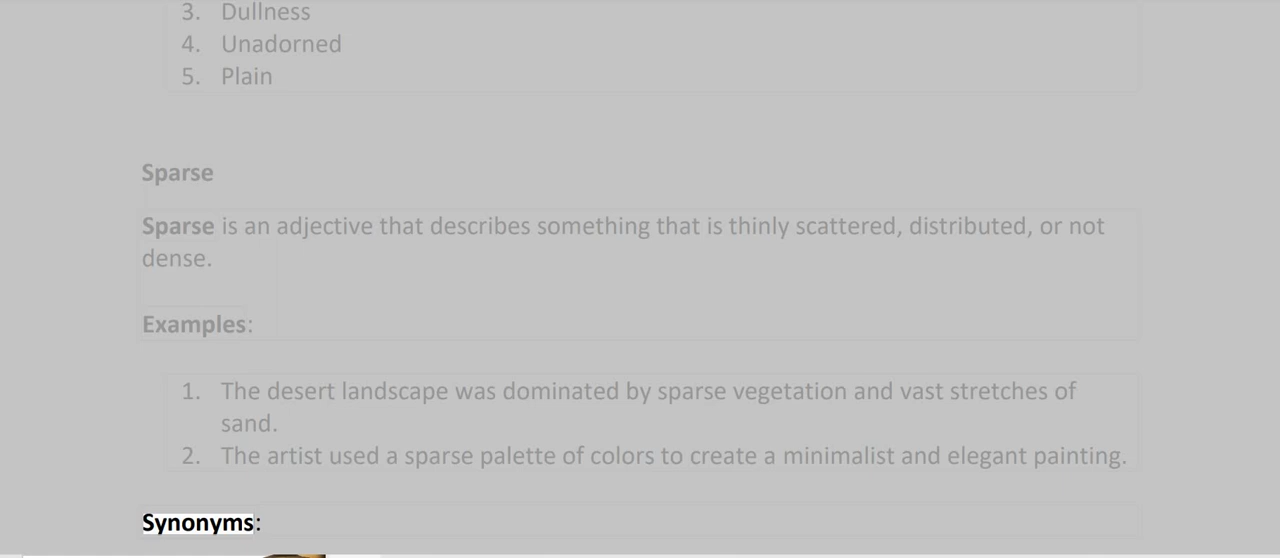 3. Dullness
4. Unadorned
5. Plain
Sparse
Sparse is an adjective that describes something that is thinly scattered, distributed, or not
dense.
Examples:
1. The desert landscape was dominated by sparse vegetation and vast stretches of
sand.
2. The artist used a sparse palette of colors to create a minimalist and elegant painting.
Synonyms: